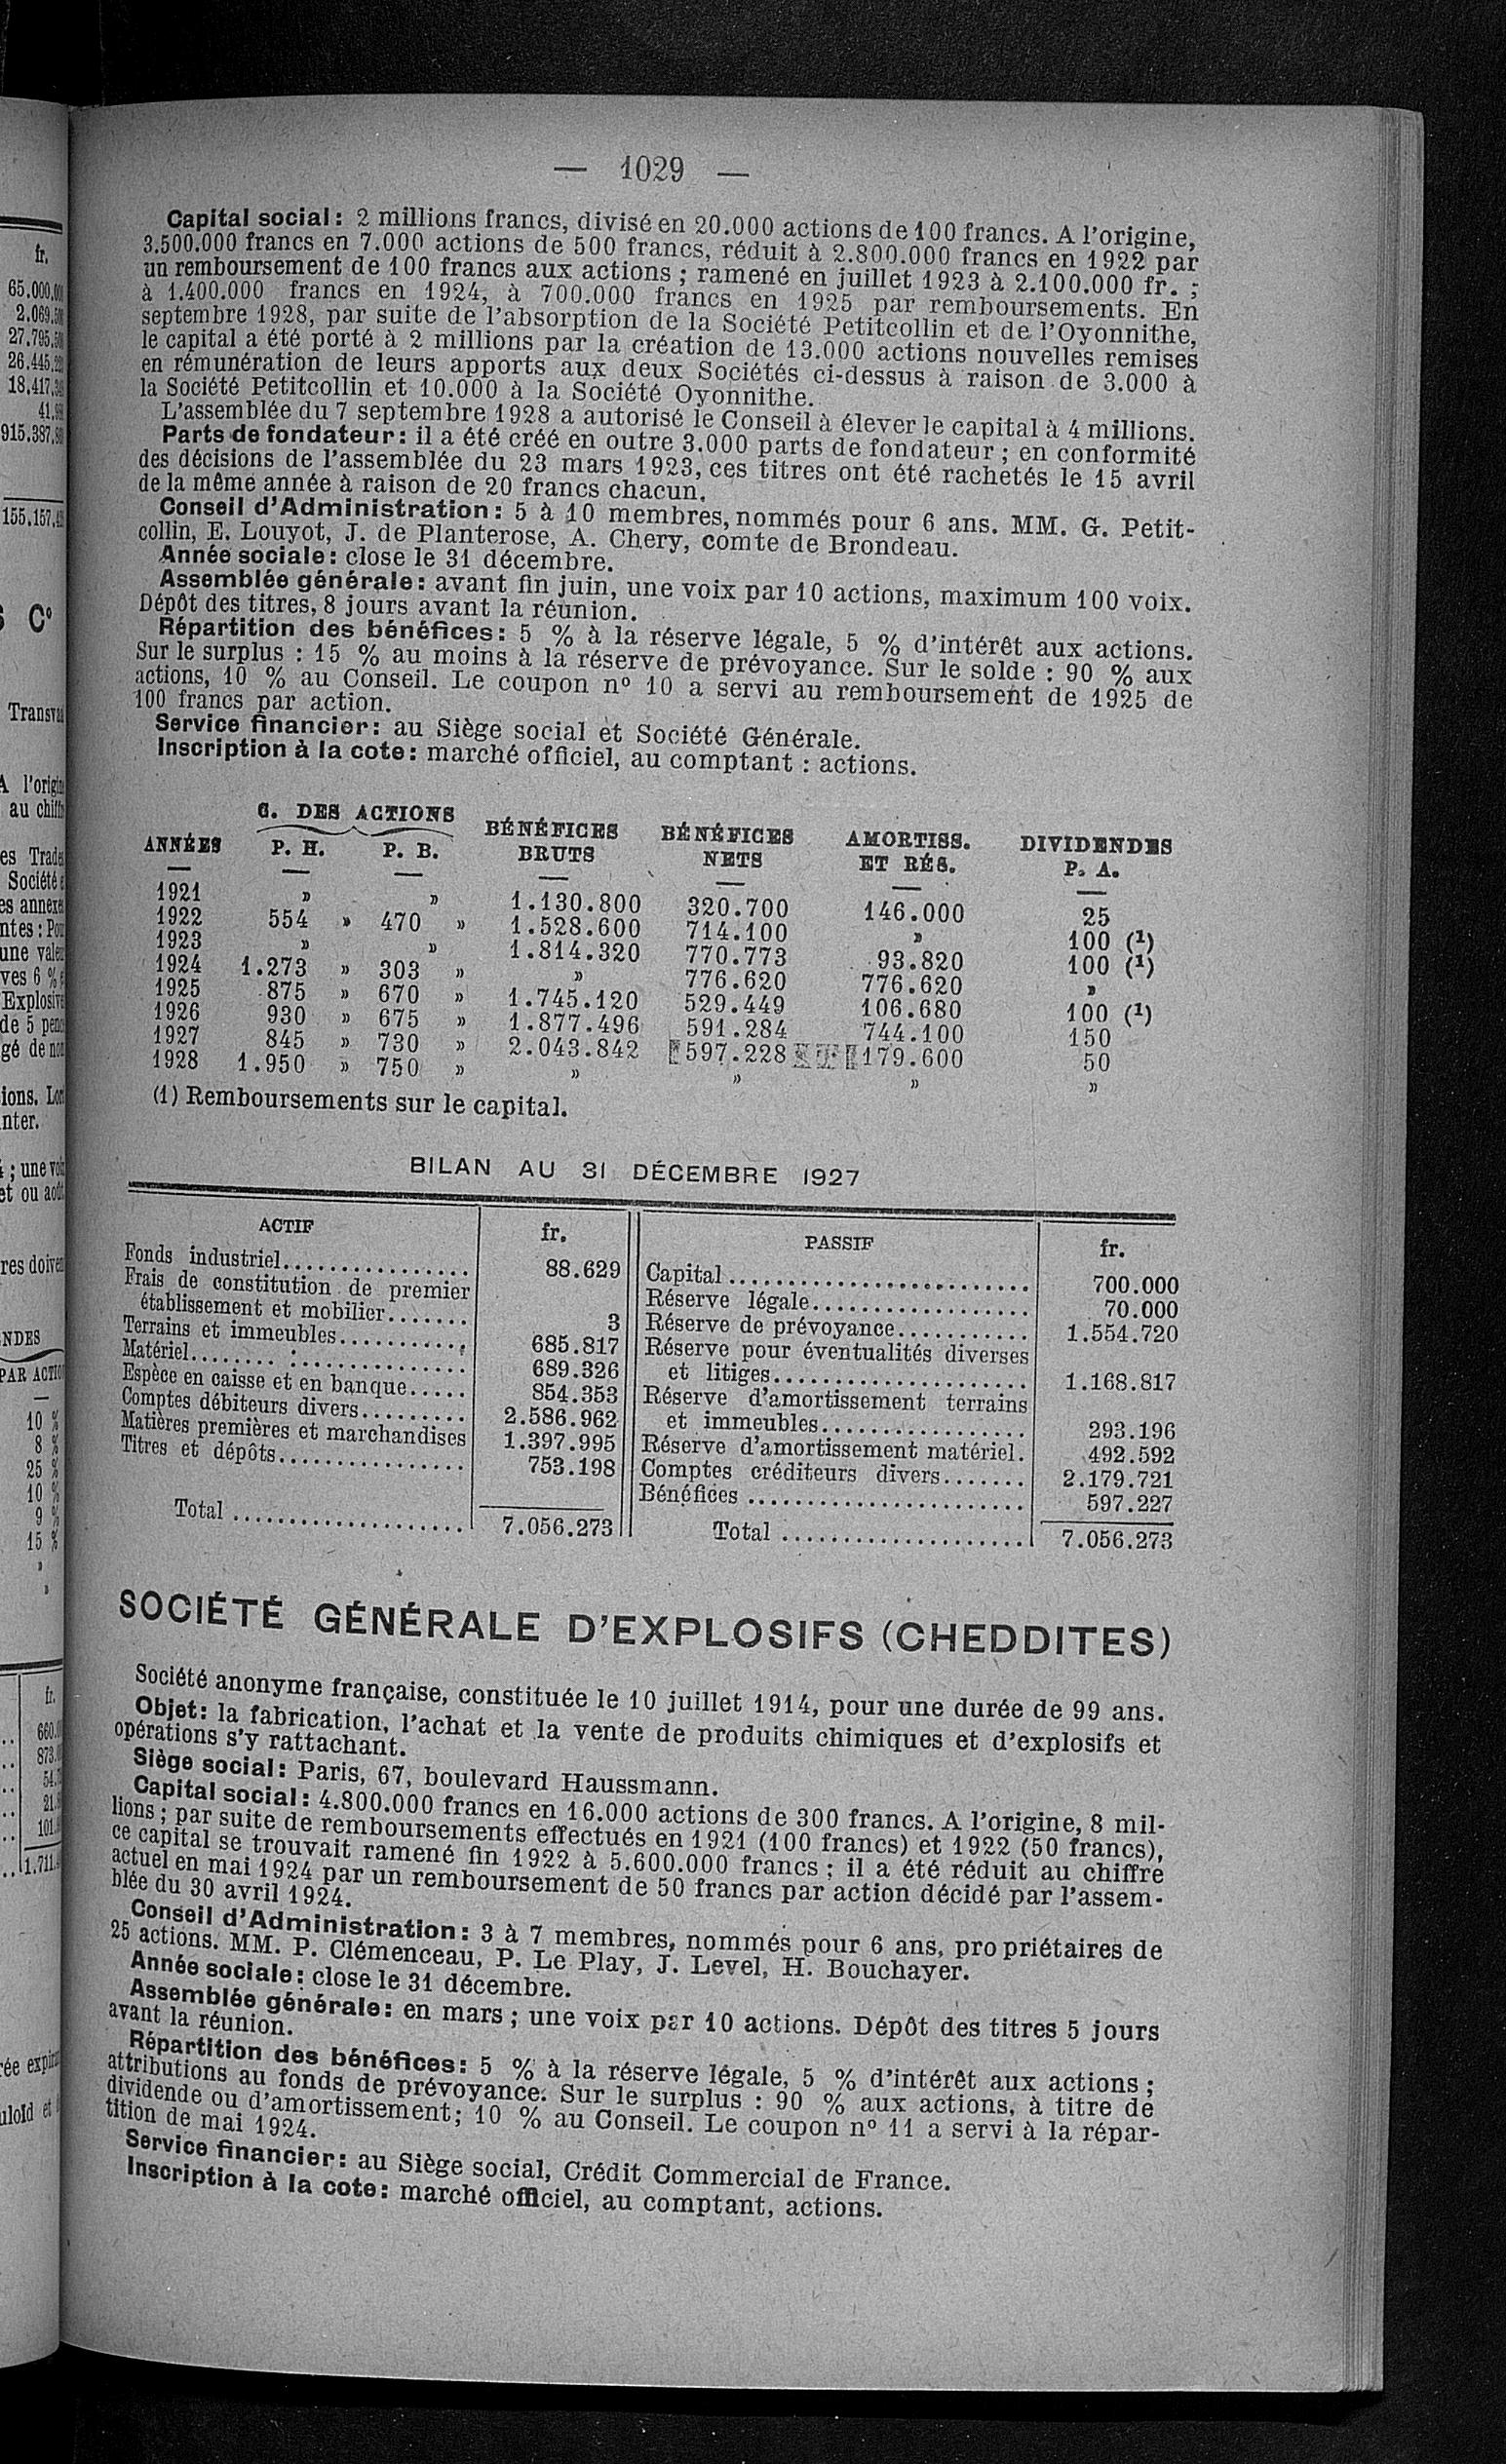 — 1029 —
Capital social: 2 millions francs, divisé en 20.000 actions de 100 francs. A l'origine,
3.500.000 francs en 7.000 actions de 500 francs, réduit à 2.800.000 francs en 1922 par
un remboursement de 100 francs aux actions ; ramené en juillet 1923 à 2.100.000 fr. ;
à 1.400.000 francs en 1924, à 700.000 francs en 1925 par remboursements. En
septembre 1928, par suite de l'absorption de la Société Petitcollin et de l'Oyonnithe,
le capital a été porté à 2 millions par la création de 13.000 actions nouvelles remises
en rémunération de leurs apports aux deux Sociétés ci-dessus à raison de 3.000 à
la Société Petitcollin et 10.000 à la Société Oyonnithe.
L'assemblée du 7 septembre 1928 a autorisé le Conseil à élever le capital à 4 millions.
Parts de fondateur: il a été créé en outre 3.000 parts de fondateur ; en conformité
des décisions de l'assemblée du 23 mars 1923, ces titres ont été rachetés le 15 avril
de la même année à raison de 20 francs chacun.
Conseil d'Administration: 5 à 10 membres, nommés pour 6 ans. MM. G. Petit-
collin, E. Louyot, J. de Planterose, A. Chery, comte de Brondeau.
Année sociale: close le 31 décembre.
Assemblée générale: avant fin juin, une voix par 10 actions, maximum 100 voix.
Dépôt des titres, 8 jours avant la réunion.
Répartition des bénéfices: 5 % à la réserve légale, 5 % d'intérêt aux actions.
Sur le surplus : 15 % au moins à la réserve de prévoyance. Sur le solde : 90 % aux
actions, 10 % au Conseil. Le coupon nº 10 a servi au remboursement de 1925 de
100 francs par action.
Service financier: au Siège social et Société Générale.
Inscription à la cote: marché officiel, au comptant : actions.
ANNÉES C. DES ACTIONS P. H. P. B. BÉNÉFICES BRUTS BÉNÉFICES NETS AMORTISS. ET RÉS. DIVIDENDES P. A.
1921 » » 1.130.800 320.700 146.000 25
1922 554 » 470 » 1.528.600 714.100 » 100 (1)
1923 » » 1.814.320 770.773 93.820 100 (1)
1924 1.273 » 303 » » 776.620 776.620 »
1925 875 » 670 » 1.745.120 529.449 106.680 100 (1)
1926 930 » 675 » 1.877.496 591.284 744.100 150
1927 845 » 730 » 2.043.842 597.228 179.600 50
1928 1.950 » 750 » » » » »
(1) Remboursements sur le capital.
BILAN AU 31 DÉCEMBRE 1927
ACTIF fr.
Fonds industriel................ 88.629
Frais de constitution de premier
établissement et mobilier....... 3
Terrains et immeubles........... 685.817
Matériel........ : .............. 689.326
Espèce en caisse et en banque..... 854.353
Comptes débiteurs divers......... 2.586.962
Matières premières et marchandises 1.397.995
Titres et dépôts................ 753.198
Total .................... 7.056.273
PASSIF fr.
Capital ......................... 700.000
Réserve légale.................. 70.000
Réserve de prévoyance............ 1.554.720
Réserve pour éventualités diverses
et litiges...................... 1.168.817
Réserve d'amortissement terrains
et immeubles.................. 293.196
Réserve d'amortissement matériel. 492.592
Comptes créditeurs divers....... 2.179.721
Bénéfices ....................... 597.227
Total ..................... 7.056.273
SOCIÉTÉ GÉNÉRALE D'EXPLOSIFS (CHEDDITES)
Société anonyme française, constituée le 10 juillet 1914, pour une durée de 99 ans.
Objet: la fabrication, l'achat et la vente de produits chimiques et d'explosifs et
opérations s'y rattachant.
Siège social: Paris, 67, boulevard Haussmann.
Capital social: 4.800.000 francs en 16.000 actions de 300 francs. A l'origine, 8 mil-
lions ; par suite de remboursements effectués en 1921 (100 francs) et 1922 (50 francs),
ce capital se trouvait ramené fin 1922 à 5.600.000 francs ; il a été réduit au chiffre
actuel en mai 1924 par un remboursement de 50 francs par action décidé par l'assem-
blée du 30 avril 1924.
Conseil d'Administration: 3 à 7 membres, nommés pour 6 ans, propriétaires de
25 actions. MM. P. Clémenceau, P. Le Play, J. Level, H. Bouchayer.
Année sociale: close le 31 décembre.
Assemblée générale: en mars ; une voix par 10 actions. Dépôt des titres 5 jours
avant la réunion.
Répartition des bénéfices: 5 % à la réserve légale, 5 % d'intérêt aux actions ;
attributions au fonds de prévoyance. Sur le surplus : 90 % aux actions, à titre de
dividende ou d'amortissement ; 10 % au Conseil. Le coupon nº 11 a servi à la répar-
tition de mai 1924.
Service financier: au Siège social, Crédit Commercial de France.
Inscription à la cote: marché officiel, au comptant, actions.